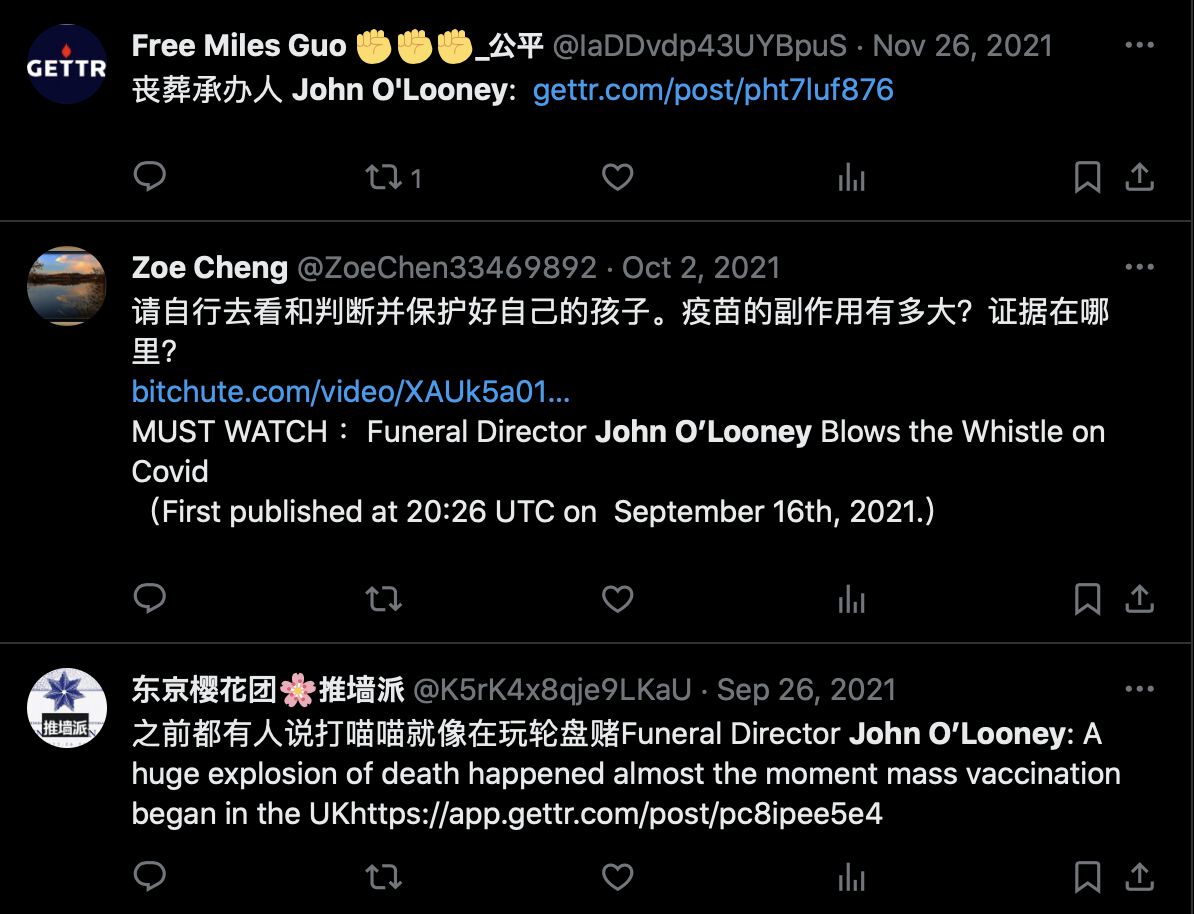 GETTR
Free Miles Guo ✊✊✊_公平 @IaDDvdp43UYBpuS · Nov 26, 2021
丧葬承办人 John O'Looney: gettr.com/post/pht7luf876
1
Zoe Cheng @ZoeChen33469892 · Oct 2, 2021
请自行去看和判断并保护好自己的孩子。疫苗的副作用有多大？证据在哪
里?
bitchute.com/video/XAUk5a01…
MUST WATCH： Funeral Director John O’Looney Blows the Whistle on
Covid
（First published at 20:26 UTC on September 16th, 2021.）
东京樱花团🌸推墙派 @K5rK4x8qje9LKaU · Sep 26, 2021
推墙派
之前都有人说打喵喵就像在玩轮盘赌Funeral Director John O’Looney: A
huge explosion of death happened almost the moment mass vaccination
began in the UKhttps://app.gettr.com/post/pc8ipee5e4